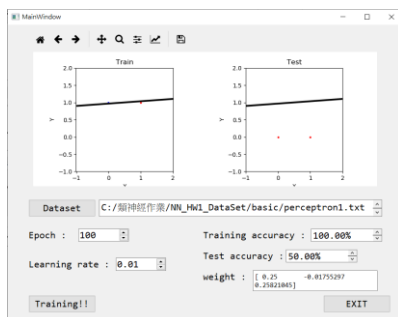 MainWindow
Train
Test
2.0
1.5
1.0
0.5
0.0
-0.5
-1.0
Y
-1
0
1
2
2.0
1.5
1.0
0.5
0.0
-0.5
-1.0
Y
-1
0
1
2
Dataset C:/類神經作業/NN_HW1_DataSet/basic/perceptron1.txt
Epoch : 100 Training accuracy : 100.00%
Test accuracy : 50.00%
Learning rate : 0.01
weight : [ 0.25 -0.01755297
0.25821045]
Training!! EXIT